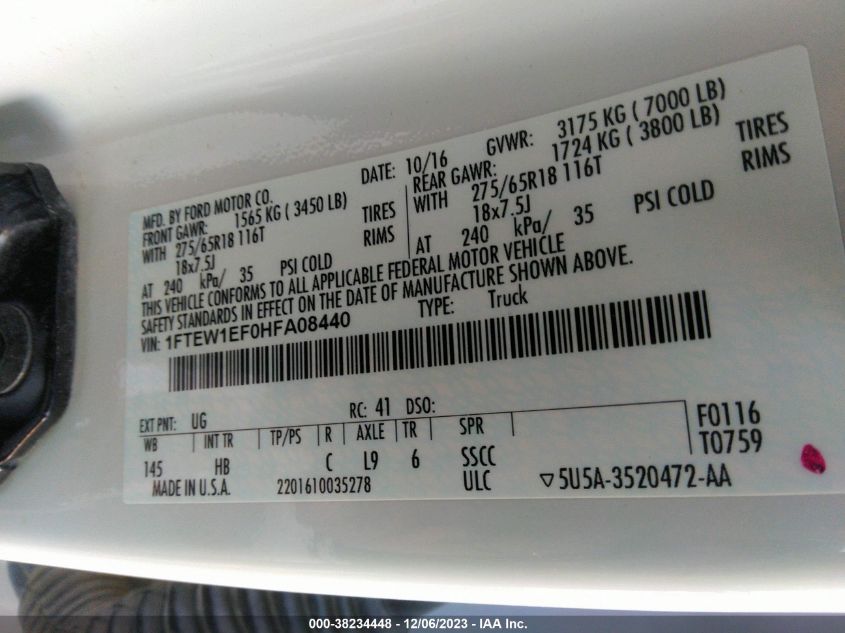 MFD. BY FORD MOTOR CO.
DATE: 10/16 GVWR: 3175 KG ( 7000 LB)
FRONT GAWR: 1565 KG ( 3450 LB)
WITH 275/65R18 116T TIRES
18x7.5J RIMS
AT 240 kPa/ 35 PSI COLD
REAR GAWR: 1724 KG ( 3800 LB)
WITH 275/65R18 116T TIRES
18x7.5J RIMS
AT 240 kPa/ 35 PSI COLD
THIS VEHICLE CONFORMS TO ALL APPLICABLE FEDERAL MOTOR VEHICLE
SAFETY STANDARDS IN EFFECT ON THE DATE OF MANUFACTURE SHOWN ABOVE.
VIN: 1FTEW1EF0HFA08440 TYPE: Truck
EXT PNT: UG RC: 41 DSO:
WB INT TR TP/PS R AXLE TR SPR
145 HB C L9 6 SSCC
ULC
F0116
T0759
MADE IN U.S.A. 2201610035278 ▽5U5A-3520472-AA
000-38234448 - 12/06/2023 - IAA Inc.